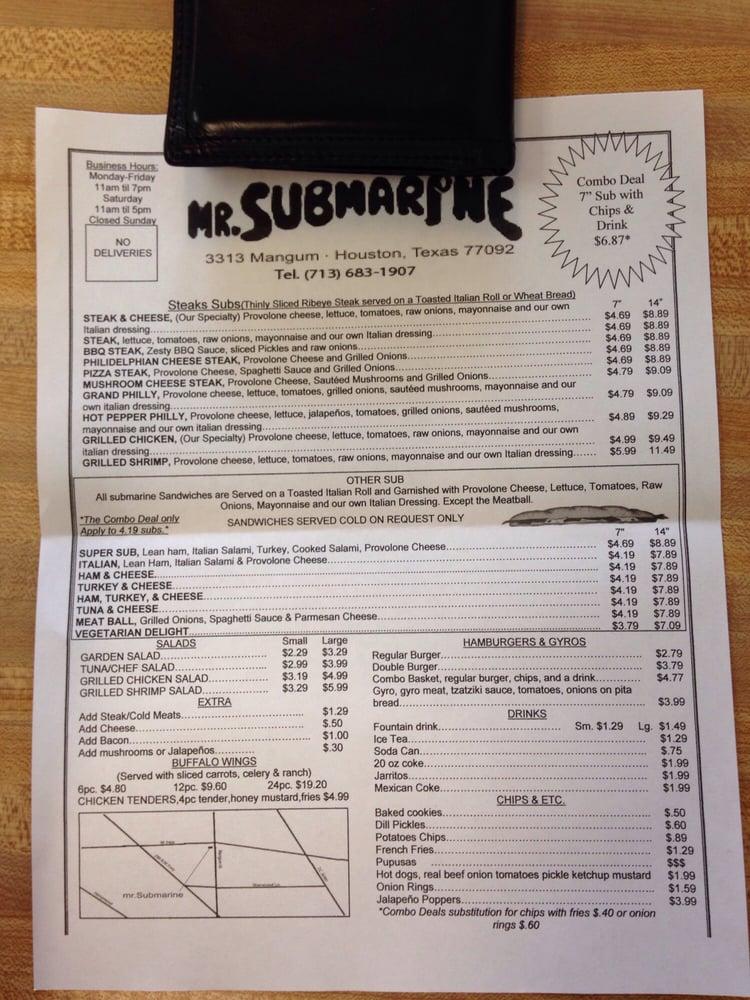 Business Hours:
Monday-Friday
11am til 7pm
Saturday
11am til 5pm
Closed Sunday
NO
DELIVERIES
MR. SUBMARINE
3313 Mangum · Houston, Texas 77092
Tel. (713) 683-1907
Combo Deal
7" Sub with
Chips &
Drink
$6.87*
Steaks Subs(Thinly Sliced Ribeye Steak served on a Toasted Italian Roll or Wheat Bread) 7" 14"
STEAK & CHEESE, (Our Specialty) Provolone cheese, lettuce, tomatoes, raw onions, mayonnaise and our own $4.69 $8.89
Italian dressing. $4.69 $8.89
STEAK, lettuce, tomatoes, raw onions, mayonnaise and our own Italian dressing. $4.69 $8.89
BBQ STEAK, Zesty BBQ Sauce, sliced Pickles and raw onions. $4.69 $8.89
PHILIDELPHIAN CHEESE STEAK, Provolone Cheese and Grilled Onions. $4.69 $8.89
PIZZA STEAK, Provolone Cheese, Spaghetti Sauce and Grilled Onions. $4.79 $9.09
MUSHROOM CHEESE STEAK, Provolone Cheese, Sautéed Mushrooms and Grilled Onions.
GRAND PHILLY, Provolone cheese, lettuce, tomatoes, grilled onions, sautéed mushrooms, mayonnaise and our $4.79 $9.09
own italian dressing.
HOT PEPPER PHILLY, Provolone cheese, lettuce, jalapeños, tomatoes, grilled onions, sautéed mushrooms, $4.89 $9.29
mayonnaise and our italian dressing.
GRILLED CHICKEN, (Our Specialty) Provolone cheese, lettuce, tomatoes, raw onions, mayonnaise and our own $4.99 $9.49
italian dressing. $5.99 11.49
GRILLED SHRIMP, Provolone cheese, lettuce, tomatoes, raw onions, mayonnaise and our own Italian dressing.
OTHER SUB
All submarine Sandwiches are Served on a Toasted Italian Roll and Garnished with Provolone Cheese, Lettuce, Tomatoes, Raw
Onions, Mayonnaise and our own Italian Dressing. Except the Meatball.
*The Combo Deal only
Apply to 4.19 subs.*
SANDWICHES SERVED COLD ON REQUEST ONLY
7" 14"
SUPER SUB, Lean ham, Italian Salami, Turkey, Cooked Salami, Provolone Cheese. $4.69 $8.89
ITALIAN, Lean Ham, Italian Salami & Provolone Cheese. $4.19 $7.89
HAM & CHEESE. $4.19 $7.89
TURKEY & CHEESE. $4.19 $7.89
HAM, TURKEY, & CHEESE. $4.19 $7.89
TUNA & CHEESE. $4.19 $7.89
MEAT BALL, Grilled Onions, Spaghetti Sauce & Parmesan Cheese. $4.19 $7.89
VEGETARIAN DELIGHT. $3.79 $7.09
SALADS Small Large
GARDEN SALAD. $2.29 $3.29
TUNA/CHEF SALAD. $2.99 $3.99
GRILLED CHICKEN SALAD. $3.19 $4.99
GRILLED SHRIMP SALAD. $3.29 $5.99
EXTRA
Add Steak/Cold Meats. $1.29
Add Cheese. $.50
Add Bacon. $1.00
Add mushrooms or Jalapeños. $.30
BUFFALO WINGS
(Served with sliced carrots, celery & ranch)
6pc. $4.80 12pc. $9.60 24pc. $19.20
CHICKEN TENDERS,4pc tender,honey mustard,fries $4.99
mr.Submarine
HAMBURGERS & GYROS
Regular Burger. $2.79
Double Burger. $3.79
Combo Basket, regular burger, chips, and a drink. $4.77
Gyro, gyro meat, tzatziki sauce, tomatoes, onions on pita
bread. $3.99
DRINKS
Fountain drink. Sm. $1.29 Lg. $1.49
Ice Tea. $1.29
Soda Can. $.75
20 oz coke. $1.99
Jarritos. $1.99
Mexican Coke. $1.99
CHIPS & ETC.
Baked cookies. $.50
Dill Pickles. $.60
Potatoes Chips. $.89
French Fries. $1.29
Pupusas $$$
Hot dogs, real beef onion tomatoes pickle ketchup mustard $1.99
Onion Rings. $1.59
Jalapeño Poppers. $3.99
*Combo Deals substitution for chips with fries $.40 or onion
rings $.60